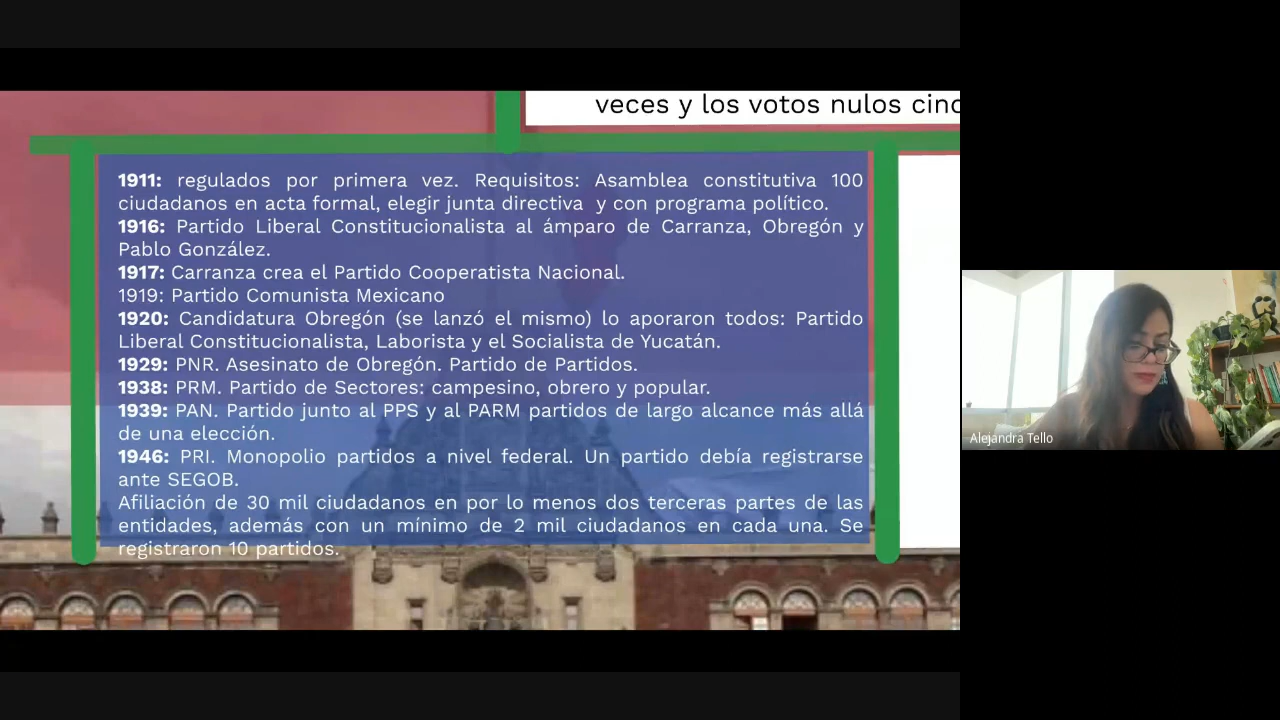 veces y los votos nulos cinc
1911: regulados por primera vez. Requisitos: Asamblea constitutiva 100
ciudadanos en acta formal, elegir junta directiva y con programa político.
1916: Partido Liberal Constitucionalista al ámparo de Carranza, Obregón y
Pablo González.
1917: Carranza crea el Partido Cooperatista Nacional.
1919: Partido Comunista Mexicano
1920: Candidatura Obregón (se lanzó el mismo) lo aporaron todos: Partido
Liberal Constitucionalista, Laborista y el Socialista de Yucatán.
1929: PNR. Asesinato de Obregón. Partido de Partidos.
1938: PRM. Partido de Sectores: campesino, obrero y popular.
1939: PAN. Partido junto al PPS y al PARM partidos de largo alcance más allá
de una elección.
1946: PRI. Monopolio partidos a nivel federal. Un partido debía registrarse
ante SEGOB.
Afiliación de 30 mil ciudadanos en por lo menos dos terceras partes de las
entidades, además con un mínimo de 2 mil ciudadanos en cada una. Se
registraron 10 partidos.
Alejandra Tello